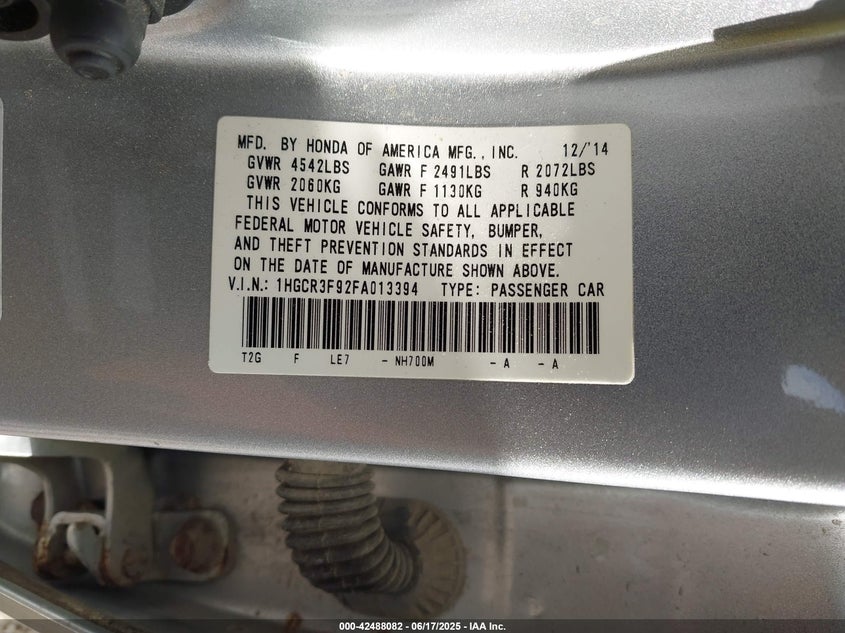 MFD. BY HONDA OF AMERICA MFG., INC. 12/'14
GVWR 4542LBS GAWR F 2491LBS R 2072LBS
GVWR 2060KG GAWR F 1130KG R 940KG
THIS VEHICLE CONFORMS TO ALL APPLICABLE
FEDERAL MOTOR VEHICLE SAFETY, BUMPER,
AND THEFT PREVENTION STANDARDS IN EFFECT
ON THE DATE OF MANUFACTURE SHOWN ABOVE.
V.I.N.: 1HGCR3F92FA013394 TYPE: PASSENGER CAR
T2G F LE7 - NH700M - A - A
000-42488082 - 06/17/2025 - IAA Inc.